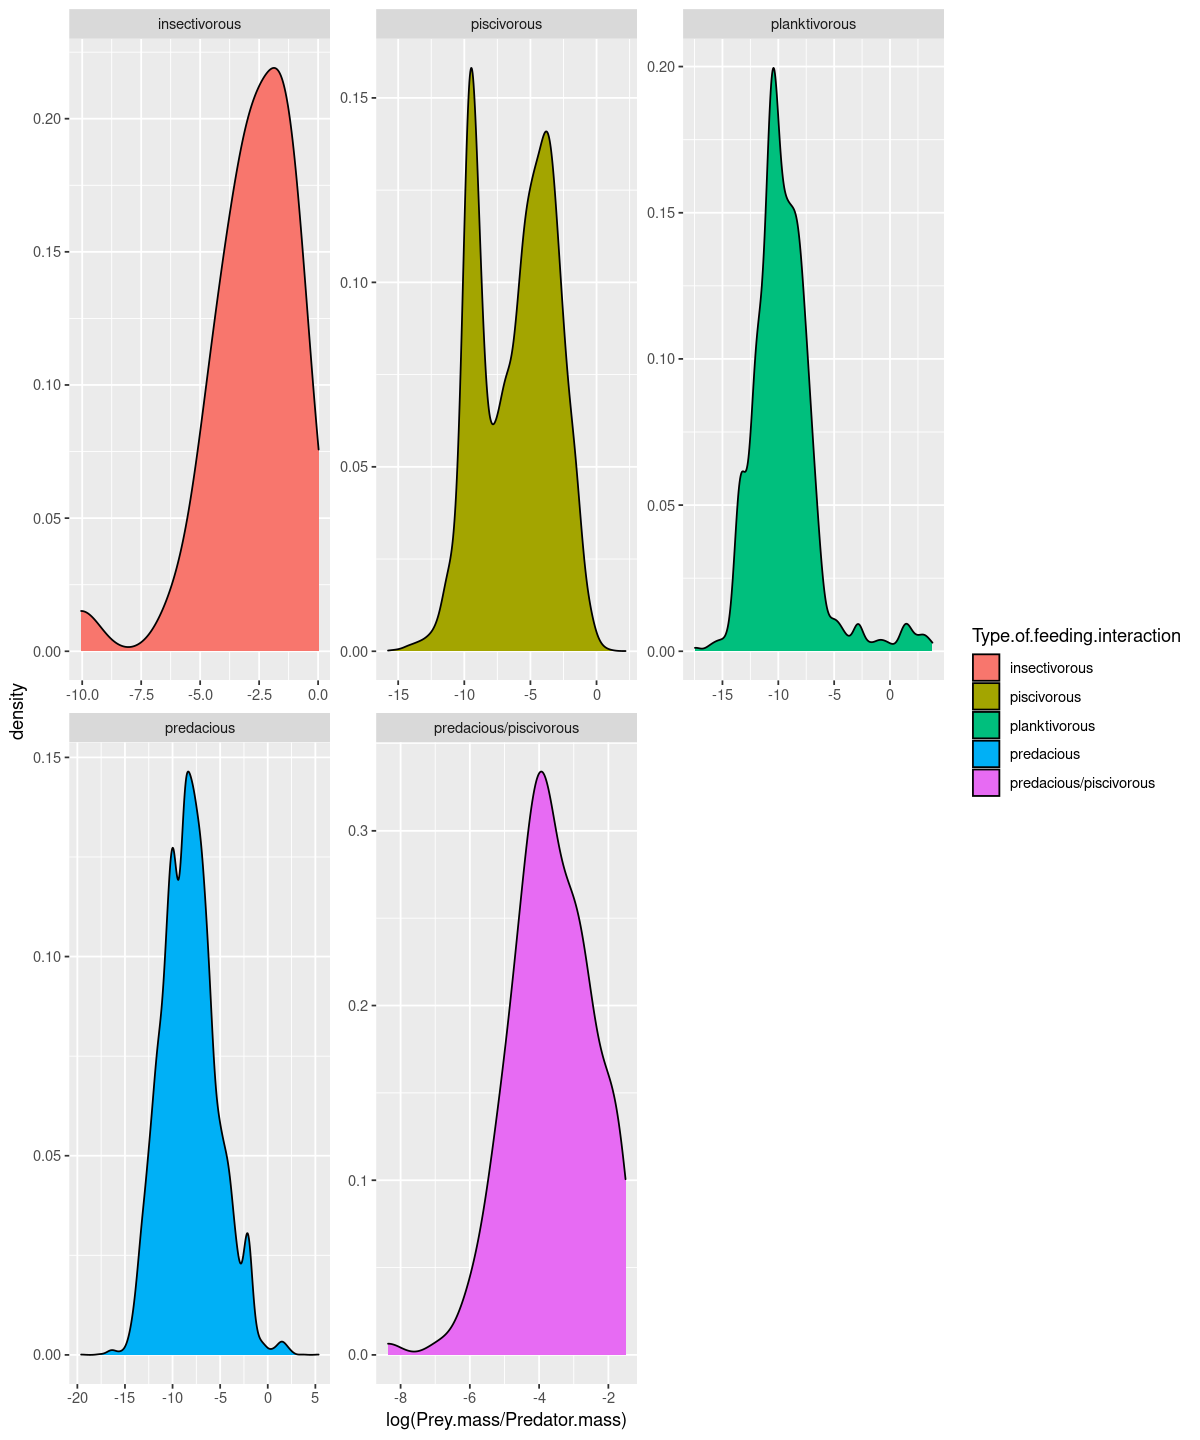 insectivorous
piscivorous
planktivorous
0.20
0.15
0.10
0.05
0.00
-10.0 -7.5 -5.0 -2.5 0.0
0.15
0.10
0.05
0.00
-15 -10 -5 0
0.20
0.15
0.10
0.05
0.00
-15 -10 -5 0
predacious
predacious/piscivorous
0.15
0.10
0.05
0.00
-20 -15 -10 -5 0 5
0.3
0.2
0.1
0.0
-8 -6 -4 -2
density
log(Prey.mass/Predator.mass)
Type.of.feeding.interaction
insectivorous
piscivorous
planktivorous
predacious
predacious/piscivorous